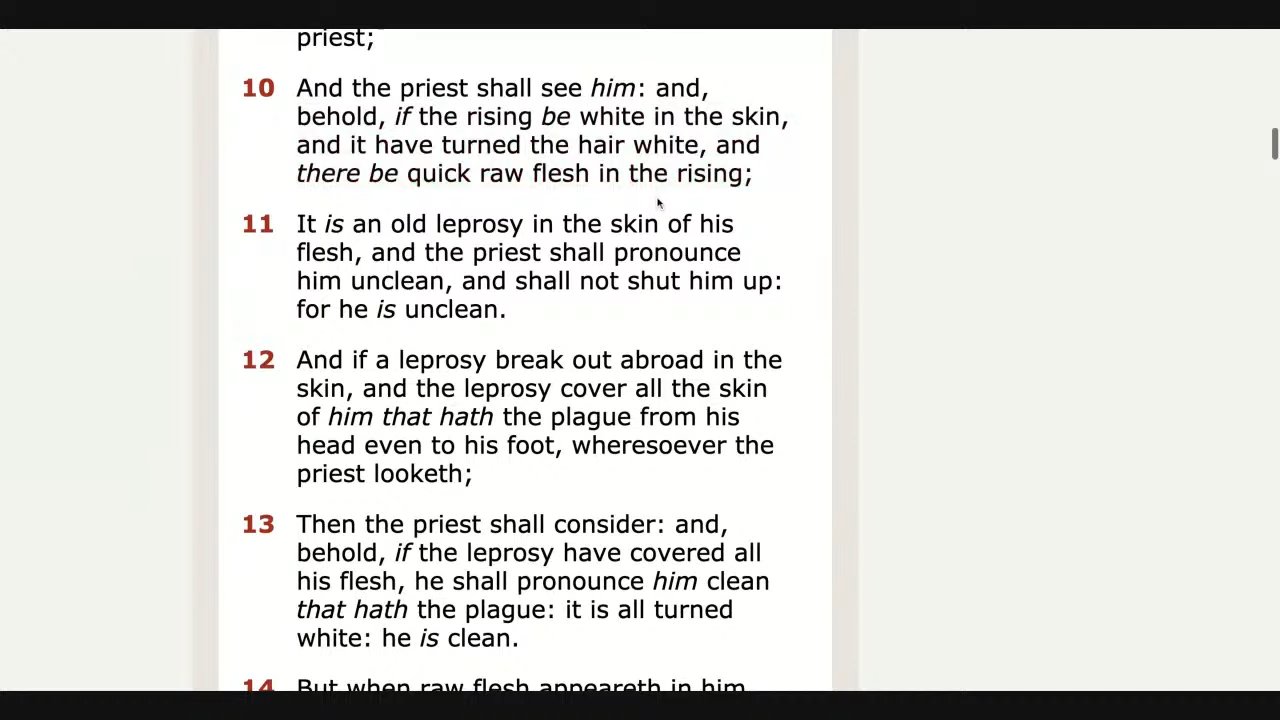 priest;
10 And the priest shall see him: and,
behold, if the rising be white in the skin,
and it have turned the hair white, and
there be quick raw flesh in the rising;
11 It is an old leprosy in the skin of his
flesh, and the priest shall pronounce
him unclean, and shall not shut him up:
for he is unclean.
12 And if a leprosy break out abroad in the
skin, and the leprosy cover all the skin
of him that hath the plague from his
head even to his foot, wheresoever the
priest looketh;
13 Then the priest shall consider: and,
behold, if the leprosy have covered all
his flesh, he shall pronounce him clean
that hath the plague: it is all turned
white: he is clean.
14 But when raw flesh appeareth in him,